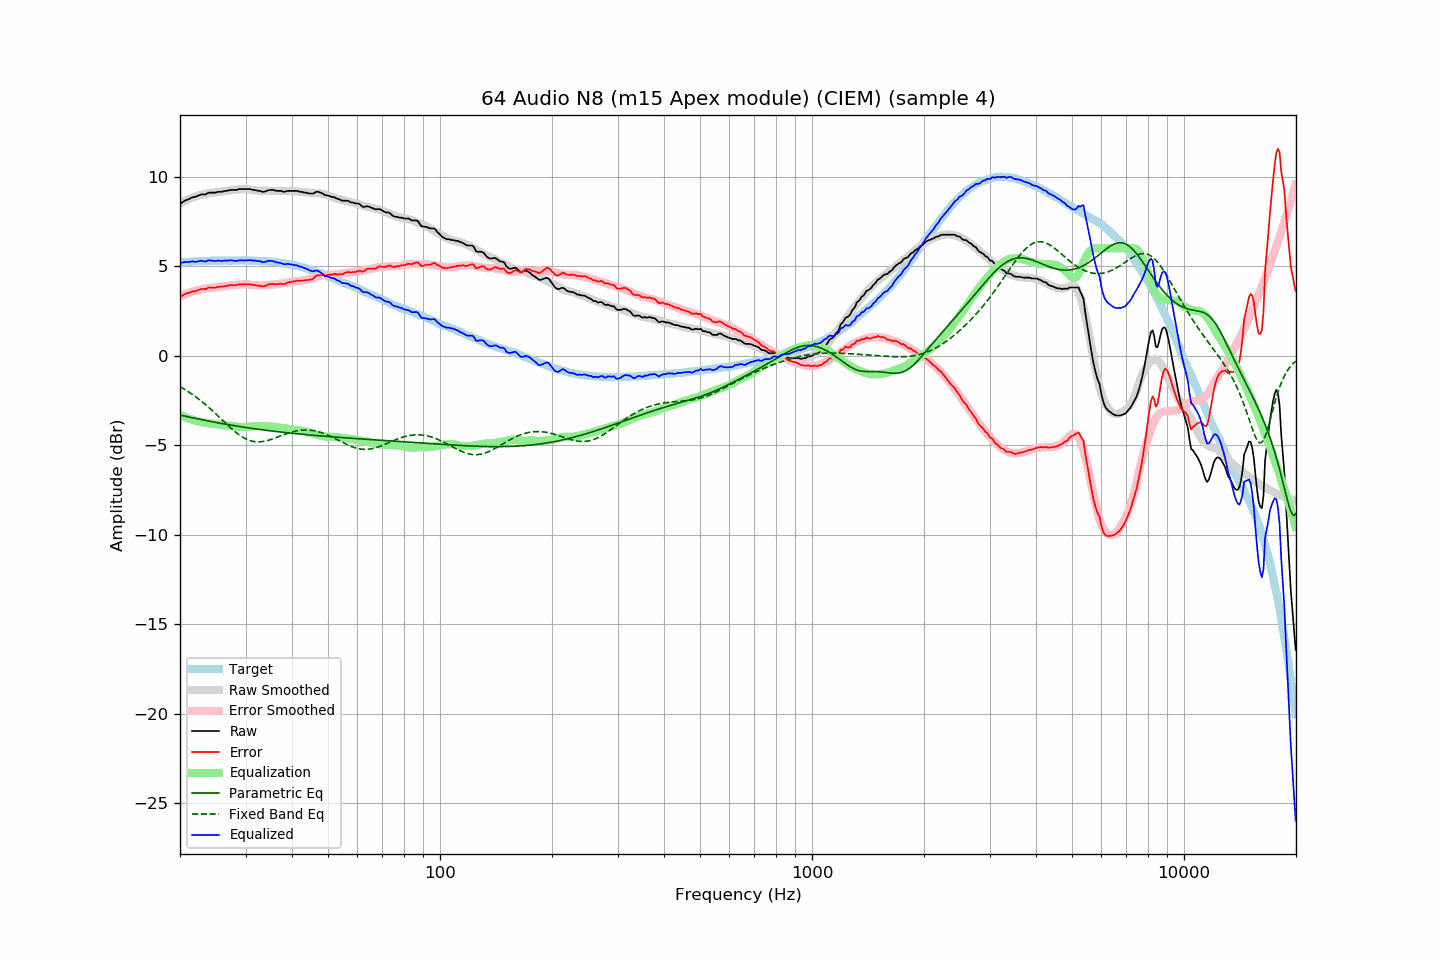 64 Audio N8 (m15 Apex module) (CIEM) (sample 4)
10
5
0
−5
−10
−15
−20
−25
Amplitude (dBr)
Target
Raw Smoothed
Error Smoothed
Raw
Error
Equalization
Parametric Eq
Fixed Band Eq
Equalized
100
1000
10000
Frequency (Hz)